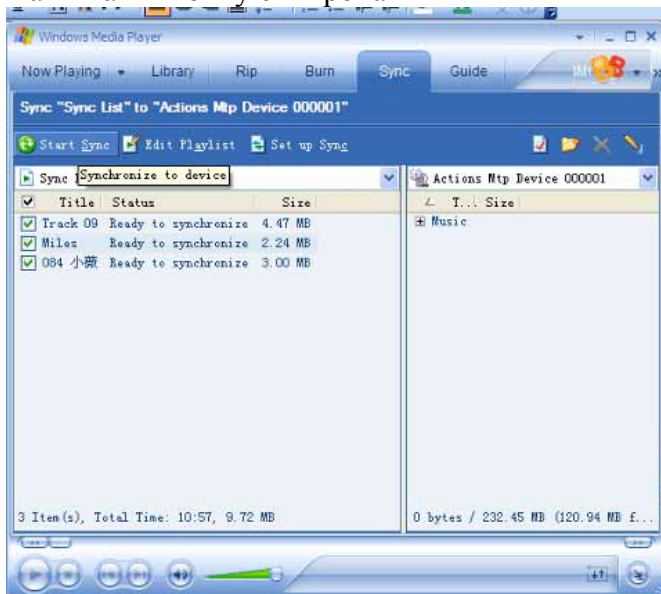 Windows Media Player
Now Playing Library Rip Burn Sync Guide
Sync "Sync List" to "Actions Mtp Device 000001"
Start Sync Edit Playlist Set up Sync
Synchronize to device
Sync Actions Mtp Device 000001
Title Status Size T... Size
Track 09 Ready to synchronize 4.47 MB Music
Miles Ready to synchronize 2.24 MB
084 小薇 Ready to synchronize 3.00 MB
3 Item(s), Total Time: 10:57, 9.72 MB 0 bytes / 232.45 MB (120.94 MB f...